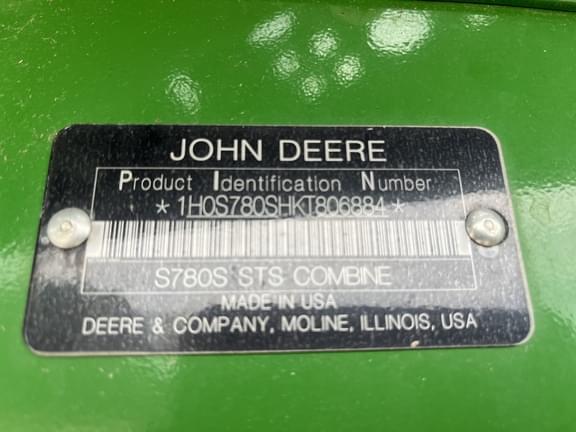 JOHN DEERE
Product Identification Number
*1H0S780SHKT806884*
S780S STS COMBINE
MADE IN USA
DEERE & COMPANY, MOLINE, ILLINOIS, USA